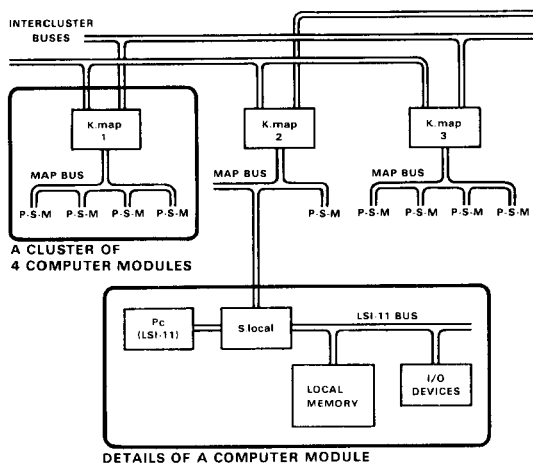 INTERCLUSTER
BUSES
K.map
1
K.map
2
K.map
3
MAP BUS
MAP BUS
MAP BUS
P-S-M P-S-M P-S-M P-S-M
P-S-M
P-S-M P-S-M P-S-M P-S-M
A CLUSTER OF
4 COMPUTER MODULES
Pc
(LSI-11)
S.local
LSI-11 BUS
LOCAL
MEMORY
I/O
DEVICES
DETAILS OF A COMPUTER MODULE